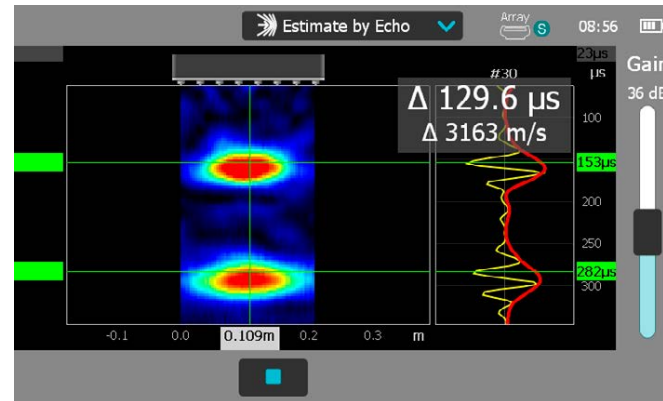 Estimate by Echo
Array
S
08:56
23µs
µs
Gain
36 dB
#30
Δ 129.6 µs
Δ 3163 m/s
100
153µs
200
250
282µs
300
-0.1 0.0 0.109m 0.2 0.3 m